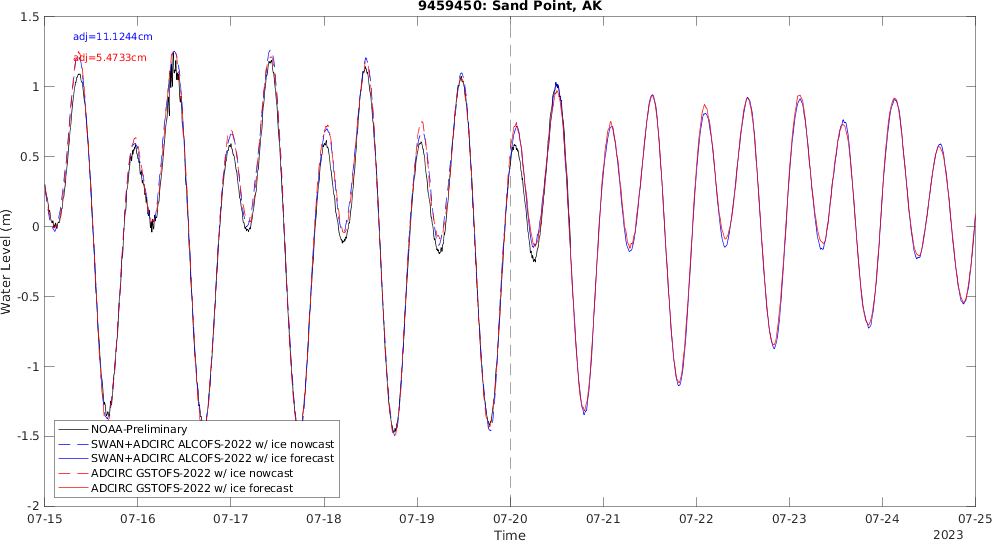 9459450: Sand Point, AK
adj=11.1244cm
adj=5.4733cm
Water Level (m)
1.5
1
0.5
0
-0.5
-1
-1.5
-2
NOAA-Preliminary
SWAN+ADCIRC ALCOFS-2022 w/ ice nowcast
SWAN+ADCIRC ALCOFS-2022 w/ ice forecast
ADCIRC GSTOFS-2022 w/ ice nowcast
ADCIRC GSTOFS-2022 w/ ice forecast
07-15 07-16 07-17 07-18 07-19 07-20 07-21 07-22 07-23 07-24 07-25
Time
2023